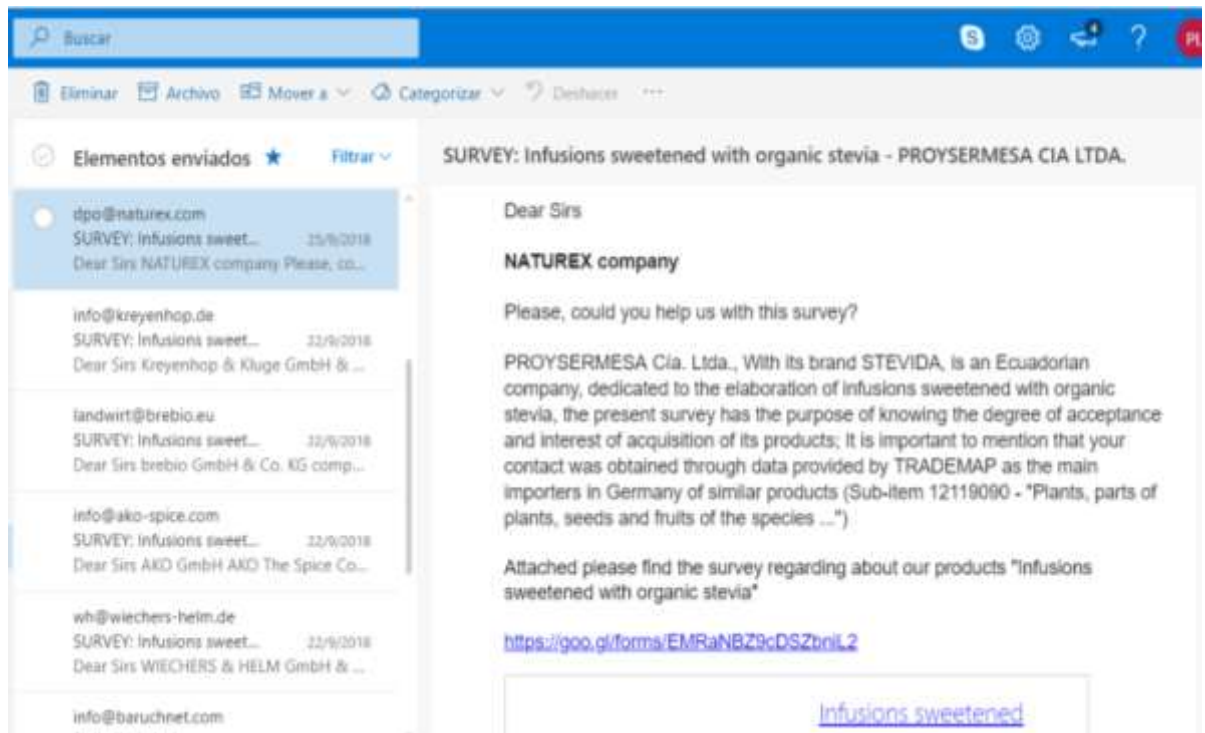 Buscar
PL
Eliminar Archivo Mover a Categorizar Deshacer ...
Elementos enviados Filtrar
dpo@naturex.com
SURVEY: Infusions sweet... 25/9/2018
Dear Sirs NATUREX company Please, co...
info@kreyenhop.de
SURVEY: Infusions sweet... 22/9/2018
Dear Sirs Kreyenhop & Kluge GmbH & ...
landwirt@brebio.eu
SURVEY: Infusions sweet... 22/9/2018
Dear Sirs brebio GmbH & Co. KG comp...
info@ako-spice.com
SURVEY: Infusions sweet... 22/9/2018
Dear Sirs AKO GmbH AKO The Spice Co...
wh@wiechers-helm.de
SURVEY: Infusions sweet... 22/9/2018
Dear Sirs WIECHERS & HELM GmbH & ...
info@baruchnet.com
SURVEY: Infusions sweetened with organic stevia - PROYSERMESA CIA LTDA.
Dear Sirs
NATUREX company
Please, could you help us with this survey?
PROYSERMESA Cía. Ltda., With its brand STEVIDA, is an Ecuadorian
company, dedicated to the elaboration of infusions sweetened with organic
stevia, the present survey has the purpose of knowing the degree of acceptance
and interest of acquisition of its products; It is important to mention that your
contact was obtained through data provided by TRADEMAP as the main
importers in Germany of similar products (Sub-item 12119090 - "Plants, parts of
plants, seeds and fruits of the species ...")
Attached please find the survey regarding about our products "Infusions
sweetened with organic stevia"
https://goo.gl/forms/EMRaNBZ9cDSZbniL2
Infusions sweetened